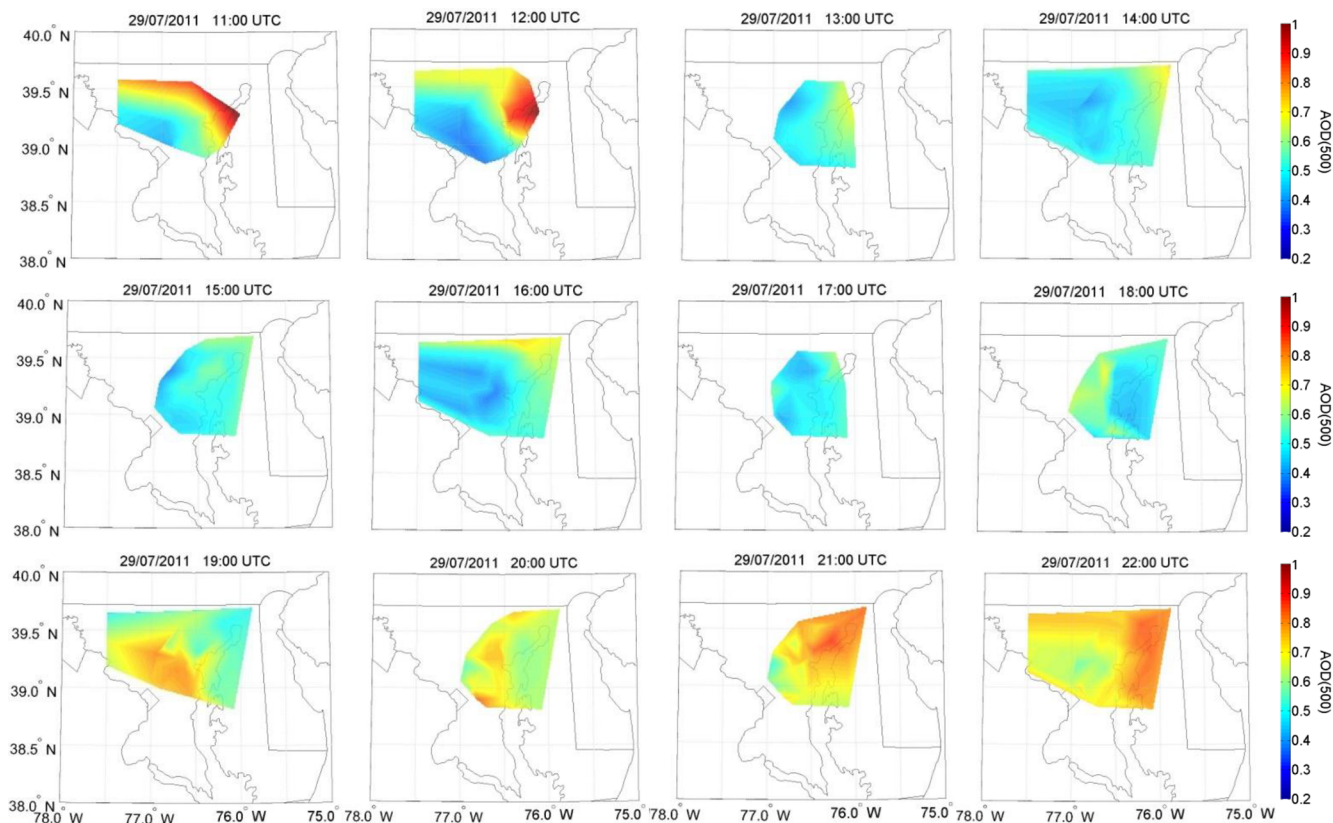 29/07/2011 11:00 UTC
29/07/2011 12:00 UTC
29/07/2011 13:00 UTC
29/07/2011 14:00 UTC
40.0° N
39.5° N
39.0° N
38.5° N
38.0° N
1
0.9
0.8
0.7
0.6
0.5
0.4
0.3
0.2
AOD(500)
29/07/2011 15:00 UTC
29/07/2011 16:00 UTC
29/07/2011 17:00 UTC
29/07/2011 18:00 UTC
40.0° N
39.5° N
39.0° N
38.5° N
38.0° N
1
0.9
0.8
0.7
0.6
0.5
0.4
0.3
0.2
AOD(500)
29/07/2011 19:00 UTC
29/07/2011 20:00 UTC
29/07/2011 21:00 UTC
29/07/2011 22:00 UTC
40.0° N
39.5° N
39.0° N
38.5° N
38.0° N
1
0.9
0.8
0.7
0.6
0.5
0.4
0.3
0.2
AOD(500)
78.0° W 77.0° W 76.0° W 75.0° W
78.0° W 77.0° W 76.0° W 75.0° W
78.0° W 77.0° W 76.0° W 75.0° W
78.0° W 77.0° W 76.0° W 75.0° W